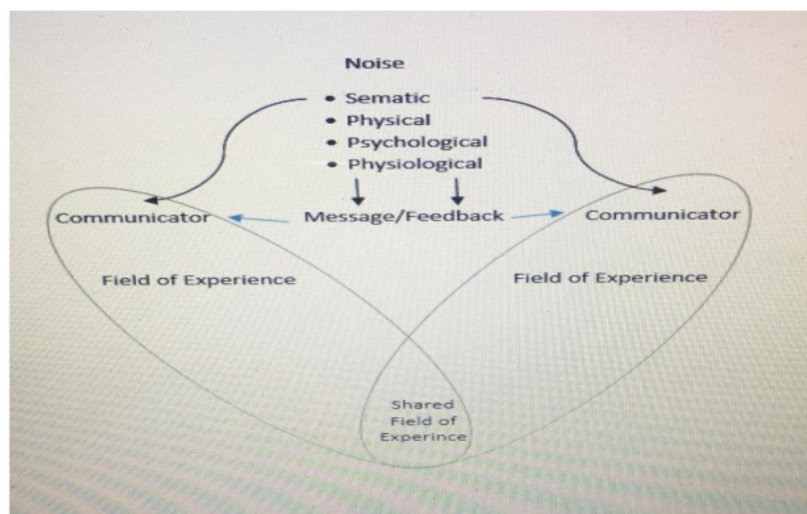 Noise
• Sematic
• Physical
• Psychological
• Physiological
Communicator Message/Feedback Communicator
Field of Experience Field of Experience
Shared
Field of
Experince